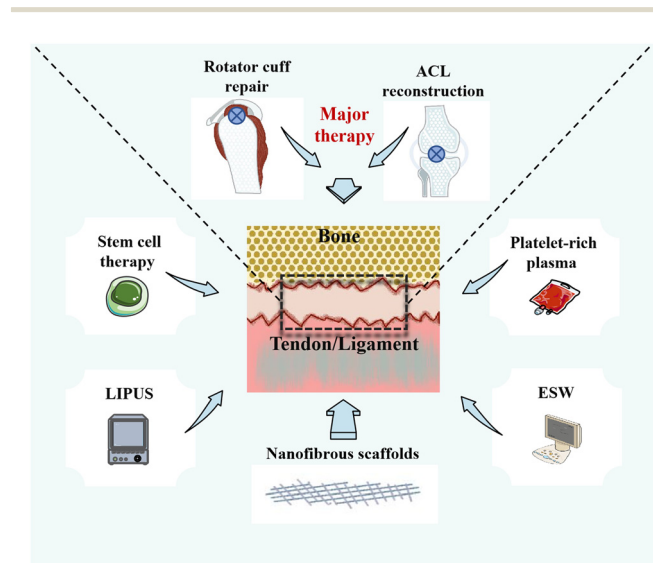 Rotator cuff
repair
ACL
reconstruction
Major
therapy
Stem cell
therapy
Bone
Platelet-rich
plasma
Tendon/Ligament
LIPUS
ESW
Nanofibrous scaffolds